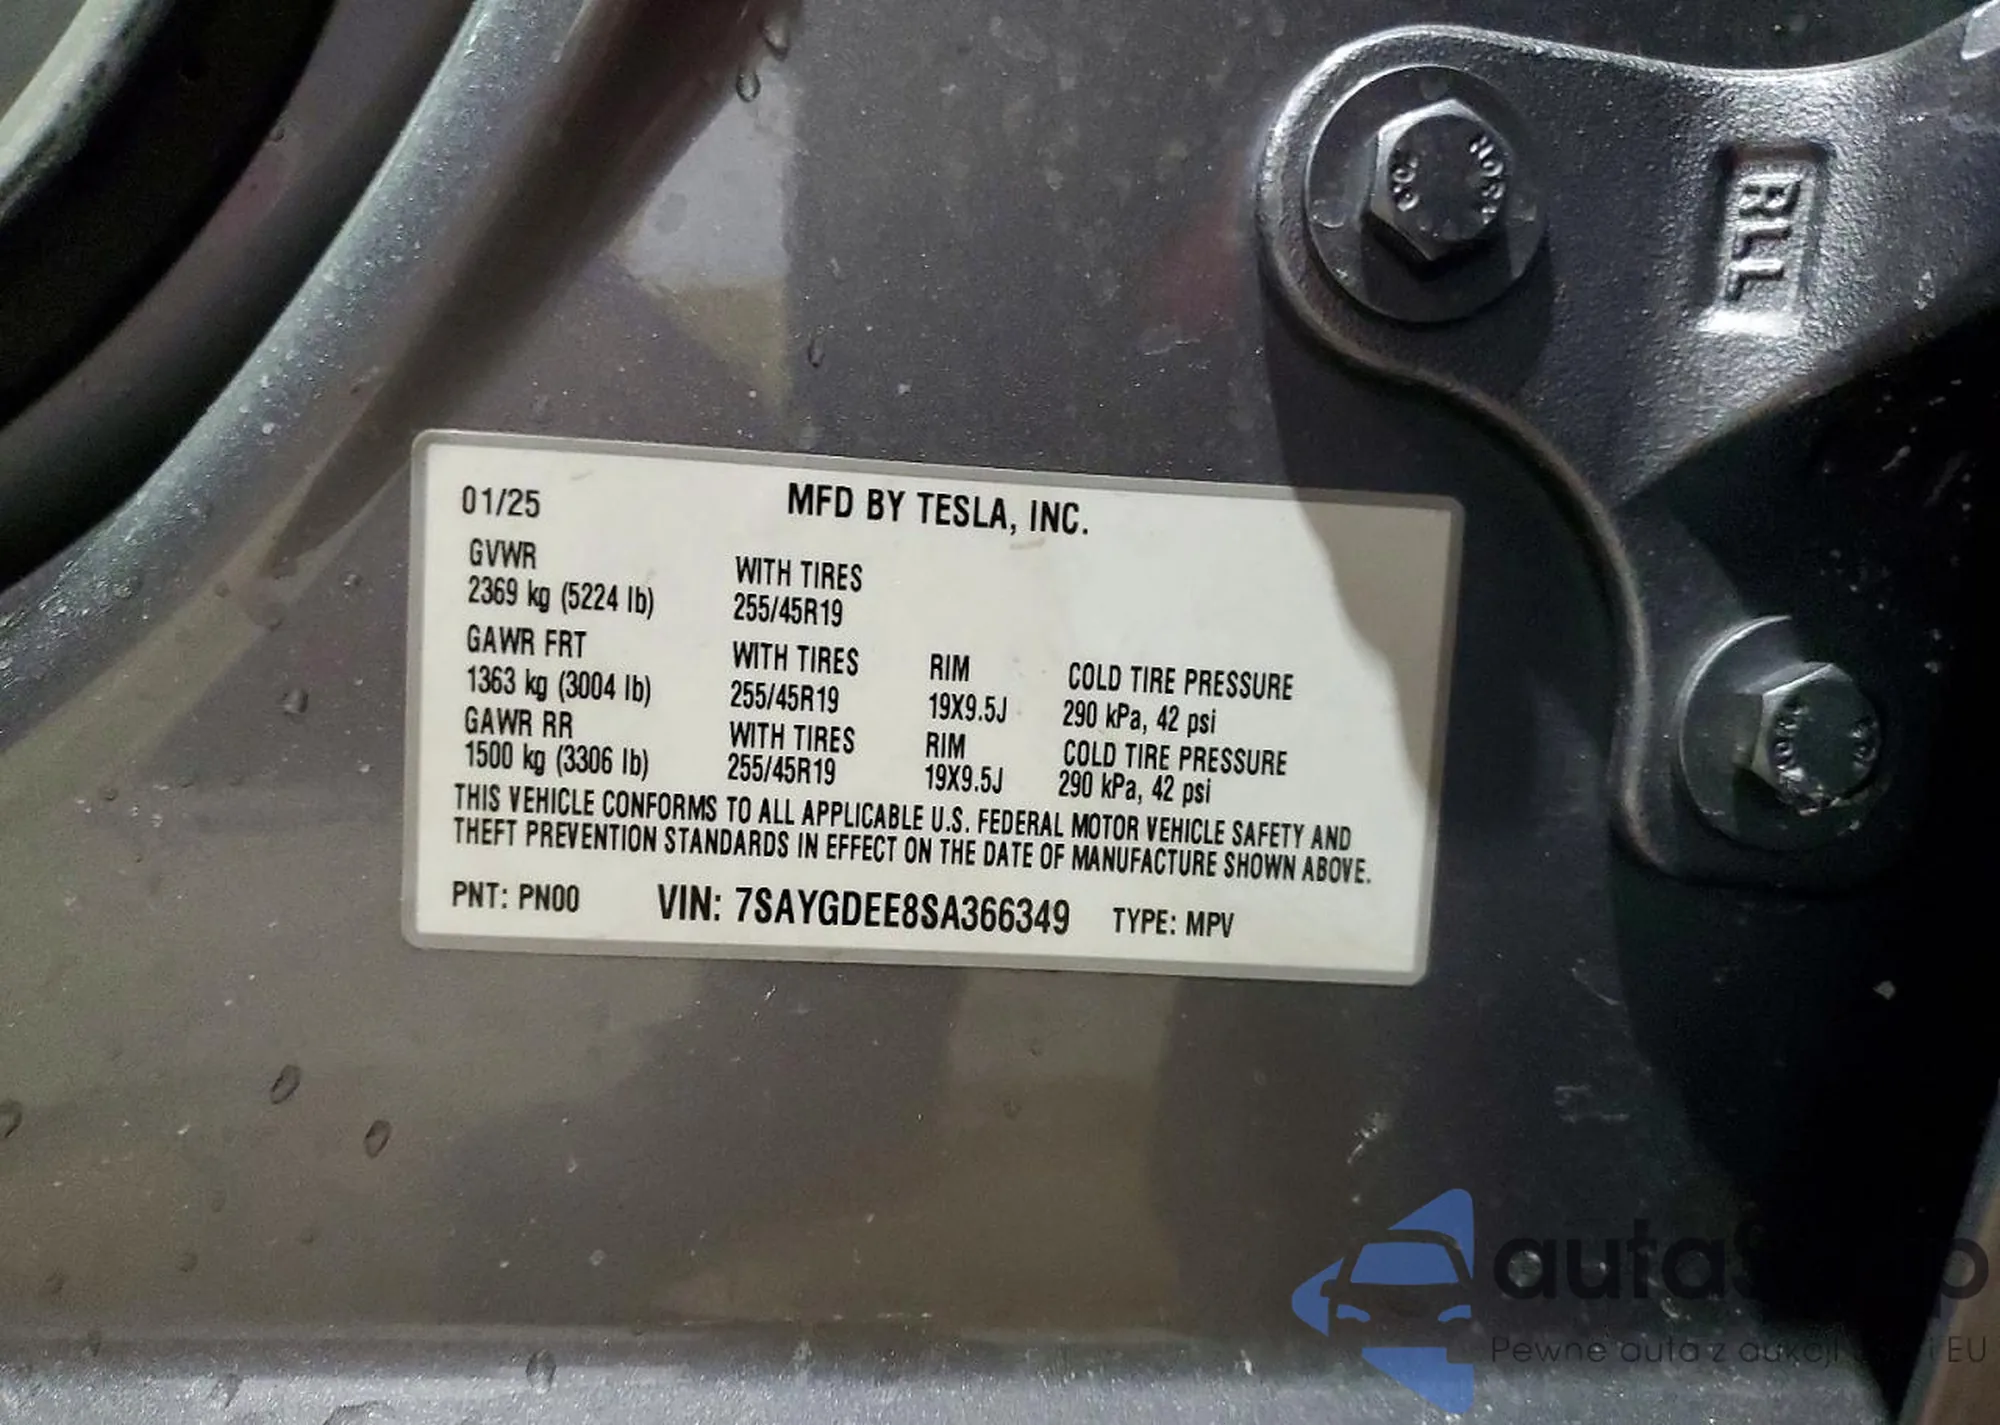 01/25 MFD BY TESLA, INC.
GVWR WITH TIRES
2369 kg (5224 lb) 255/45R19
GAWR FRT WITH TIRES RIM COLD TIRE PRESSURE
1363 kg (3004 lb) 255/45R19 19X9.5J 290 kPa, 42 psi
GAWR RR WITH TIRES RIM COLD TIRE PRESSURE
1500 kg (3306 lb) 255/45R19 19X9.5J 290 kPa, 42 psi
THIS VEHICLE CONFORMS TO ALL APPLICABLE U.S. FEDERAL MOTOR VEHICLE SAFETY AND
THEFT PREVENTION STANDARDS IN EFFECT ON THE DATE OF MANUFACTURE SHOWN ABOVE.
PNT: PN00 VIN: 7SAYGDEE8SA366349 TYPE: MPV
RLL
Pewne auta z aukcji EU